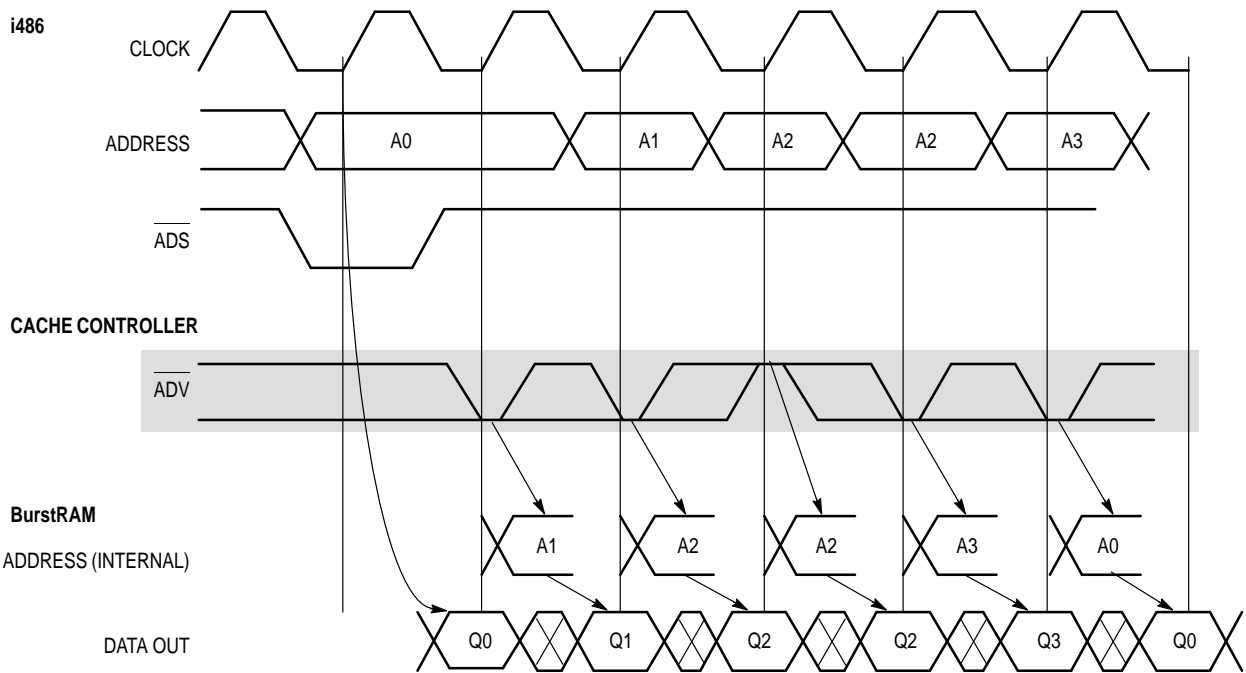 i486
CLOCK
ADDRESS A0 A1 A2 A2 A3
ADS
CACHE CONTROLLER
ADV
BurstRAM
ADDRESS (INTERNAL) A1 A2 A2 A3 A0
DATA OUT Q0 Q1 Q2 Q2 Q3 Q0